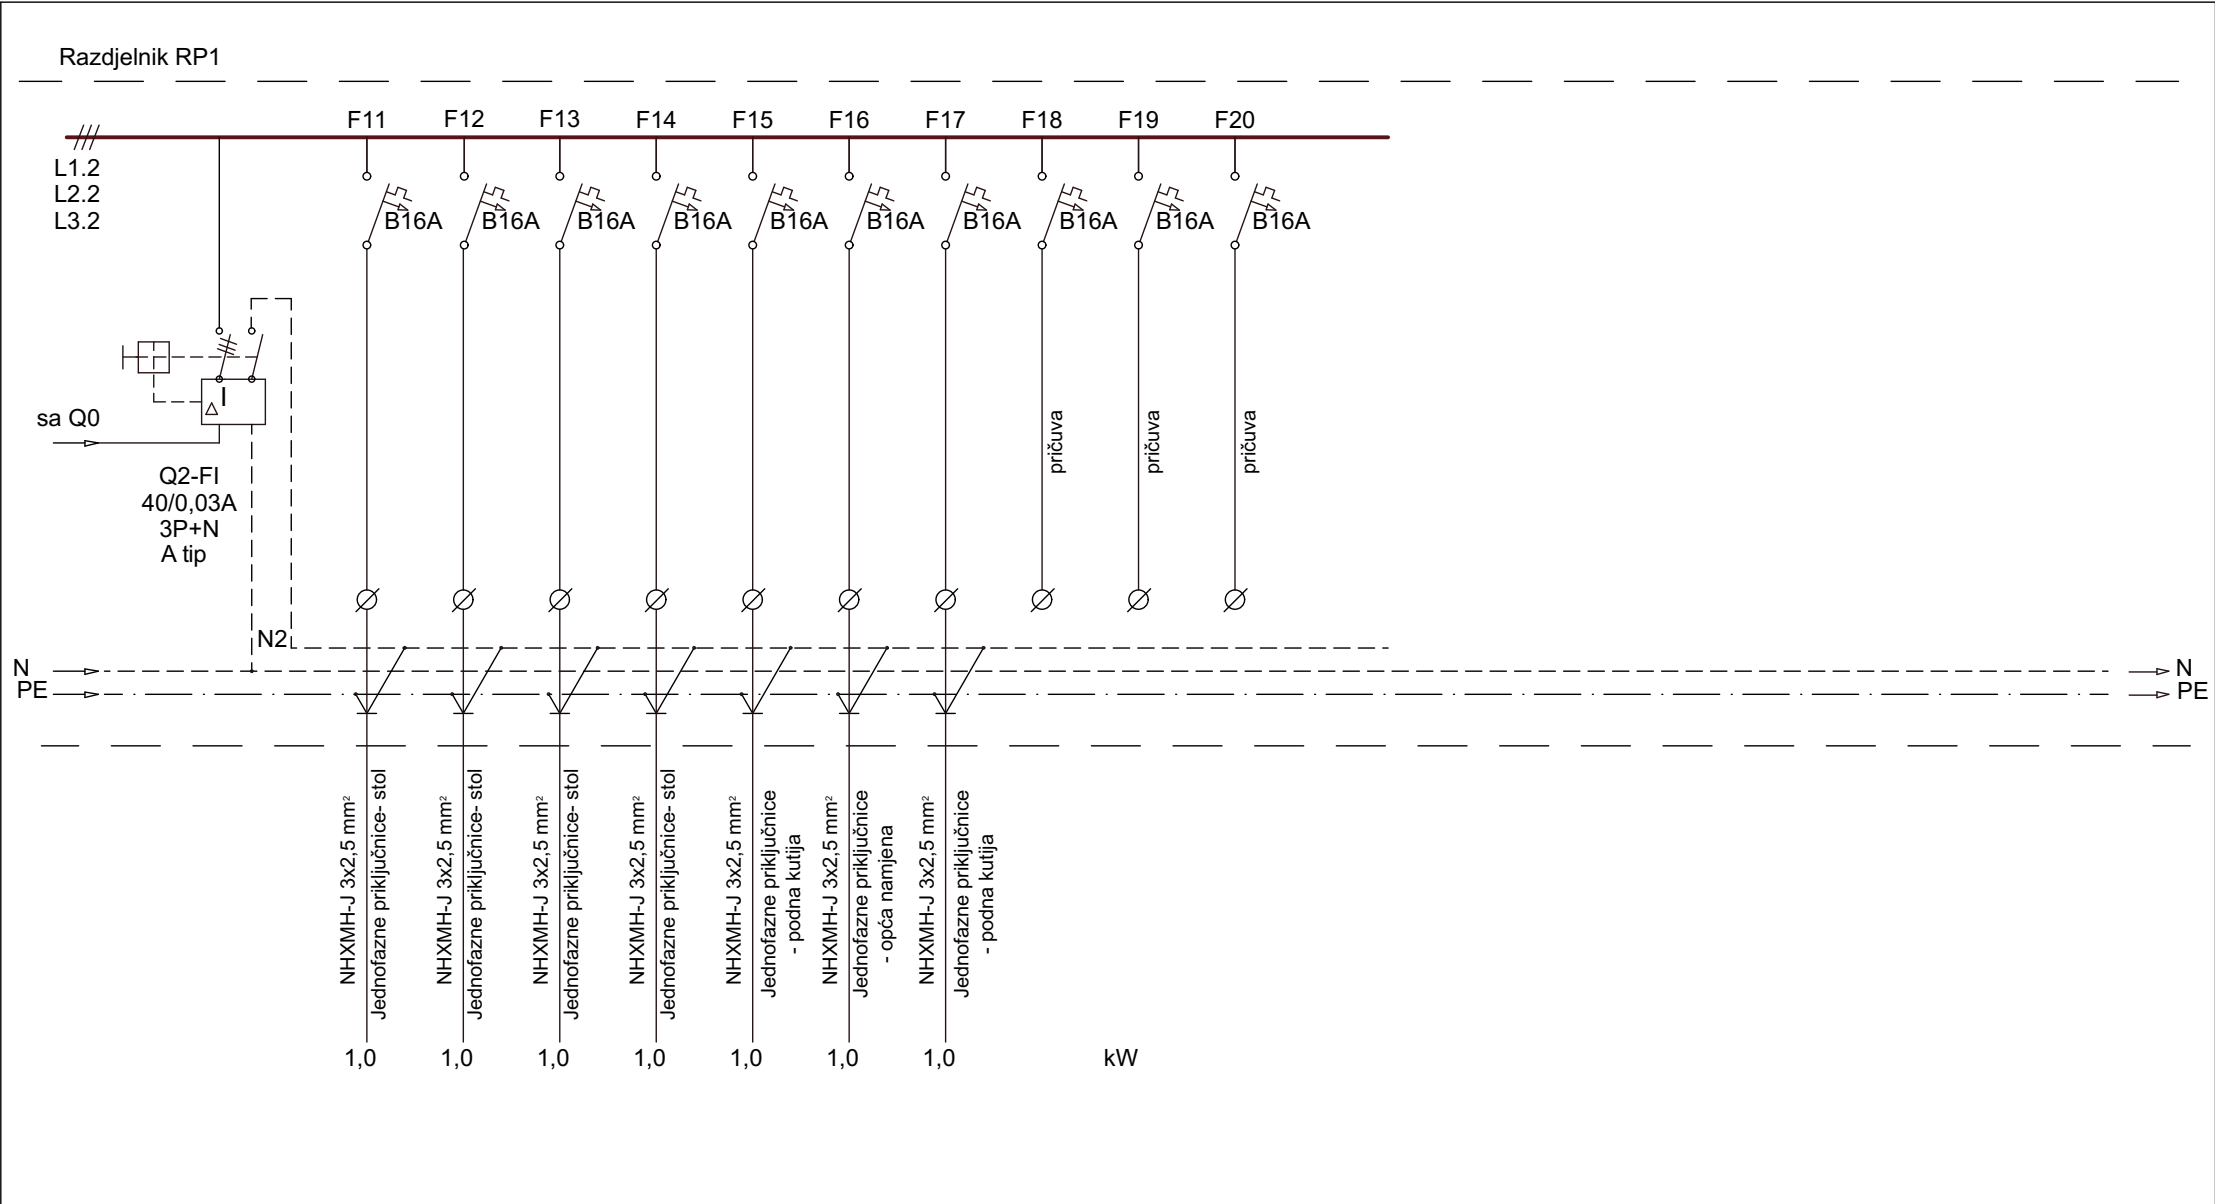 Razdjelnik RP1
F11 F12 F13 F14 F15 F16 F17 F18 F19 F20
L1.2
L2.2
L3.2
B16A B16A B16A B16A B16A B16A B16A B16A B16A B16A
I
sa Q0
Q2-FI
40/0,03A
3P+N
A tip
pričuva
pričuva
pričuva
N2
N
PE
N
PE
NHXMH-J 3x2,5 mm²
Jednofazne priključnice- stol
NHXMH-J 3x2,5 mm²
Jednofazne priključnice- stol
NHXMH-J 3x2,5 mm²
Jednofazne priključnice- stol
NHXMH-J 3x2,5 mm²
Jednofazne priključnice- stol
NHXMH-J 3x2,5 mm²
Jednofazne priključnice
- podna kutija
NHXMH-J 3x2,5 mm²
Jednofazne priključnice
- opća namjena
NHXMH-J 3x2,5 mm²
Jednofazne priključnice
- podna kutija
1,0 1,0 1,0 1,0 1,0 1,0 1,0 kW